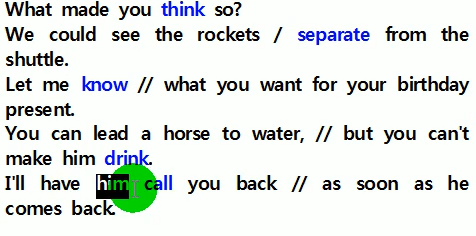 What made you think so?
We could see the rockets / separate from the
shuttle.
Let me know // what you want for your birthday
present.
You can lead a horse to water, // but you can't
make him drink.
I'll have him call you back // as soon as he
comes back.